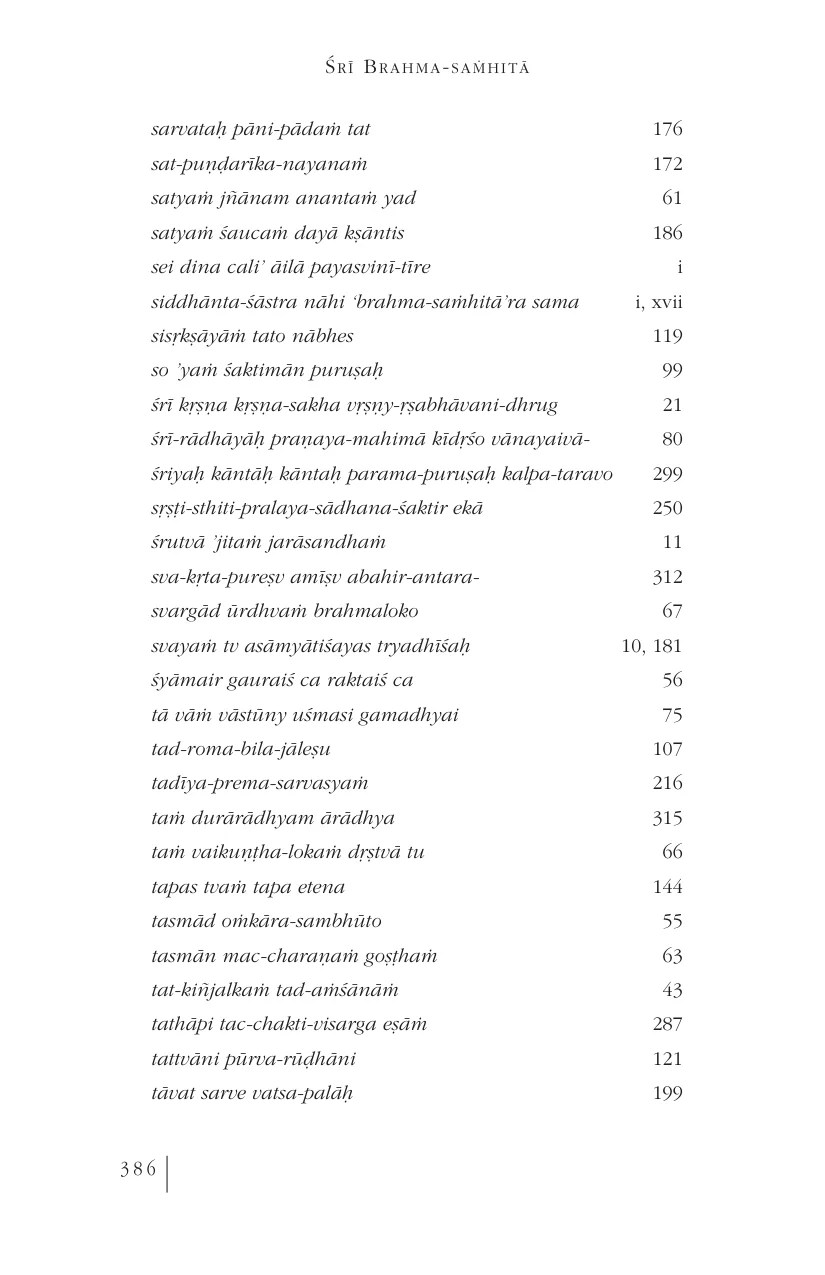 Śrī Brahma-saṁhitā
sarvataḥ pāni-pādaṁ tat 176
sat-puṇḍarīka-nayanaṁ 172
satyaṁ jñānam anantaṁ yad 61
satyaṁ śaucaṁ dayā kṣāntis 186
sei dina cali’ āilā payasvinī-tīre i
siddhānta-śāstra nāhi ‘brahma-saṁhitā’ra sama i, xvii
sisṛkṣāyāṁ tato nābhes 119
so ’yaṁ śaktimān puruṣaḥ 99
śrī kṛṣṇa kṛṣṇa-sakha vṛṣṇy-ṛṣabhāvani-dhrug 21
śrī-rādhāyāḥ praṇaya-mahimā kīdṛśo vānayaivā- 80
śriyaḥ kāntāḥ kāntaḥ parama-puruṣaḥ kalpa-taravo 299
sṛṣṭi-sthiti-pralaya-sādhana-śaktir ekā 250
śrutvā ’jitaṁ jarāsandhaṁ 11
sva-kṛta-pureṣv amīṣv abahir-antara- 312
svargād ūrdhvaṁ brahmaloko 67
svayaṁ tv asāmyātiśayas tryadhīśaḥ 10, 181
śyāmair gauraiś ca raktaiś ca 56
tā vāṁ vāstūny uśmasi gamadhyai 75
tad-roma-bila-jāleṣu 107
tadīya-prema-sarvasyaṁ 216
taṁ durārādhyam ārādhya 315
taṁ vaikuṇṭha-lokaṁ dṛṣtvā tu 66
tapas tvaṁ tapa etena 144
tasmād oṁkāra-sambhūto 55
tasmān mac-charaṇaṁ goṣṭhaṁ 63
tat-kiñjalkaṁ tad-aṁśānāṁ 43
tathāpi tac-chakti-visarga eṣāṁ 287
tattvāni pūrva-rūḍhāni 121
tāvat sarve vatsa-palāḥ 199
386